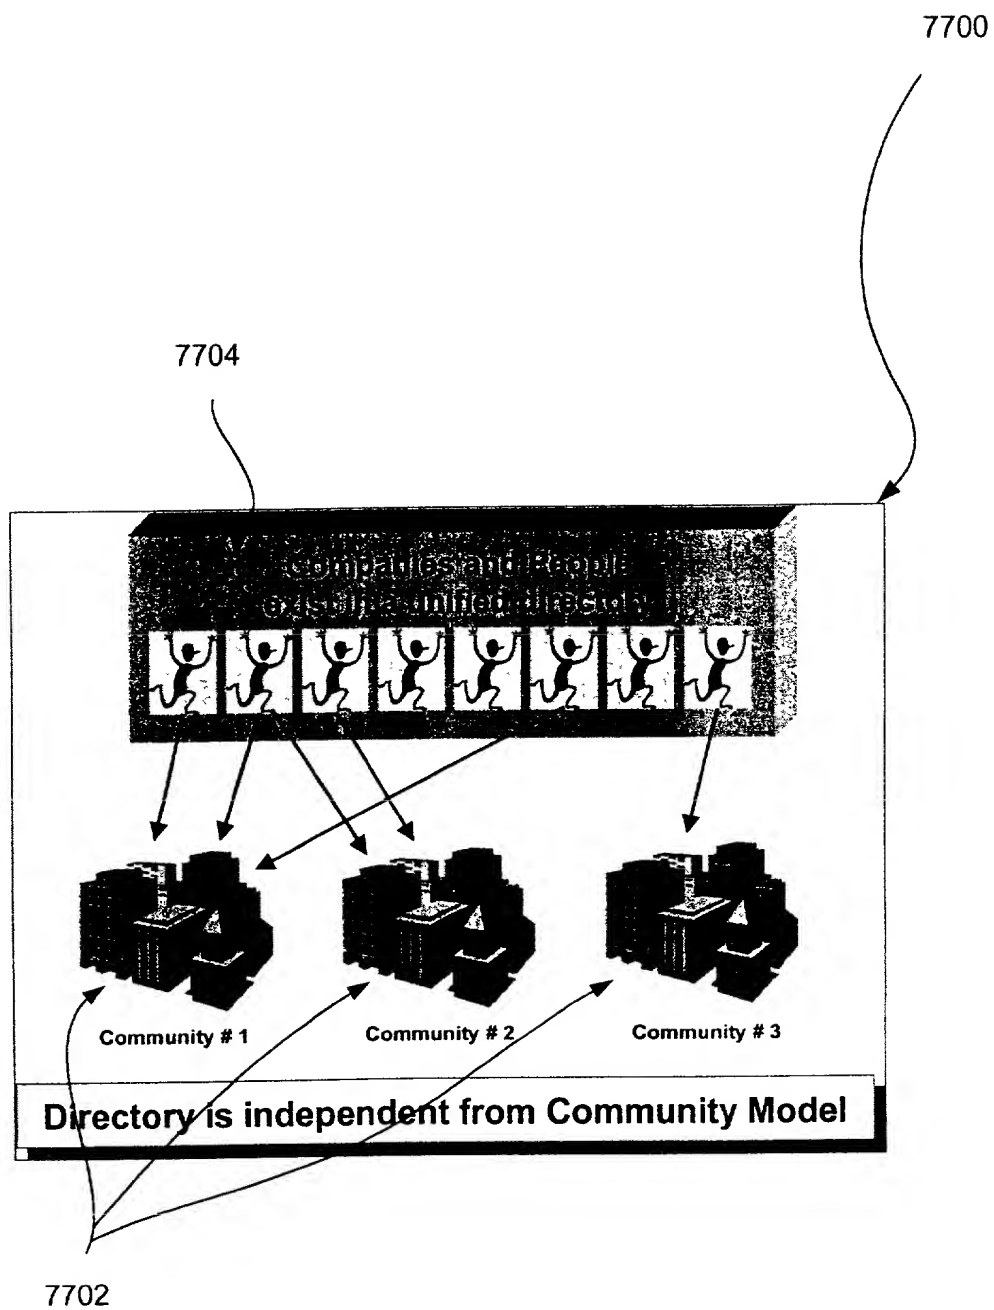 7700
7704
Companies and People
exist in a unified directory
Community # 1
Community # 2
Community # 3
Directory is independent from Community Model
7702